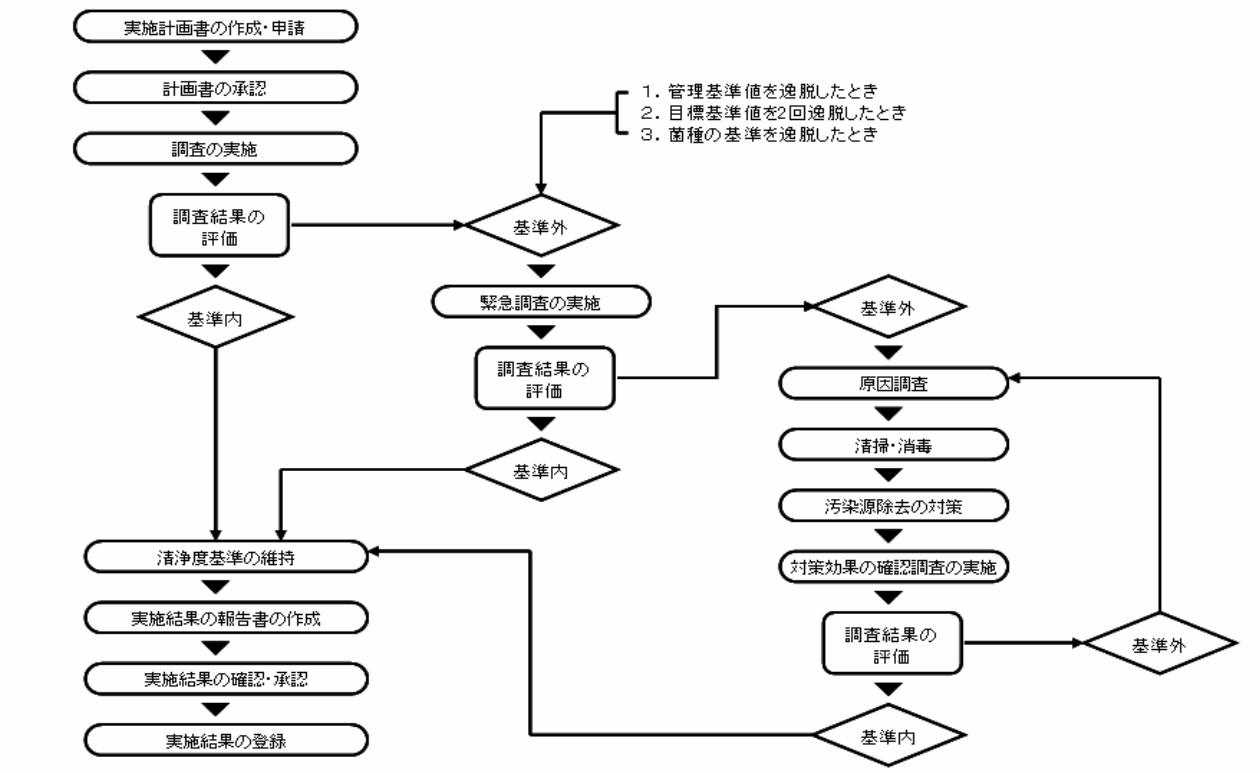 実施計画書の作成・申請
計画書の承認
調査の実施
調査結果の
評価
基準内
1. 管理基準値を逸脱したとき
2. 目標基準値を2回逸脱したとき
3. 菌種の基準を逸脱したとき
基準外
緊急調査の実施
調査結果の
評価
基準内
基準外
原因調査
清掃・消毒
汚染源除去の対策
対策効果の確認調査の実施
調査結果の
評価
基準外
基準内
清浄度基準の維持
実施結果の報告書の作成
実施結果の確認・承認
実施結果の登録